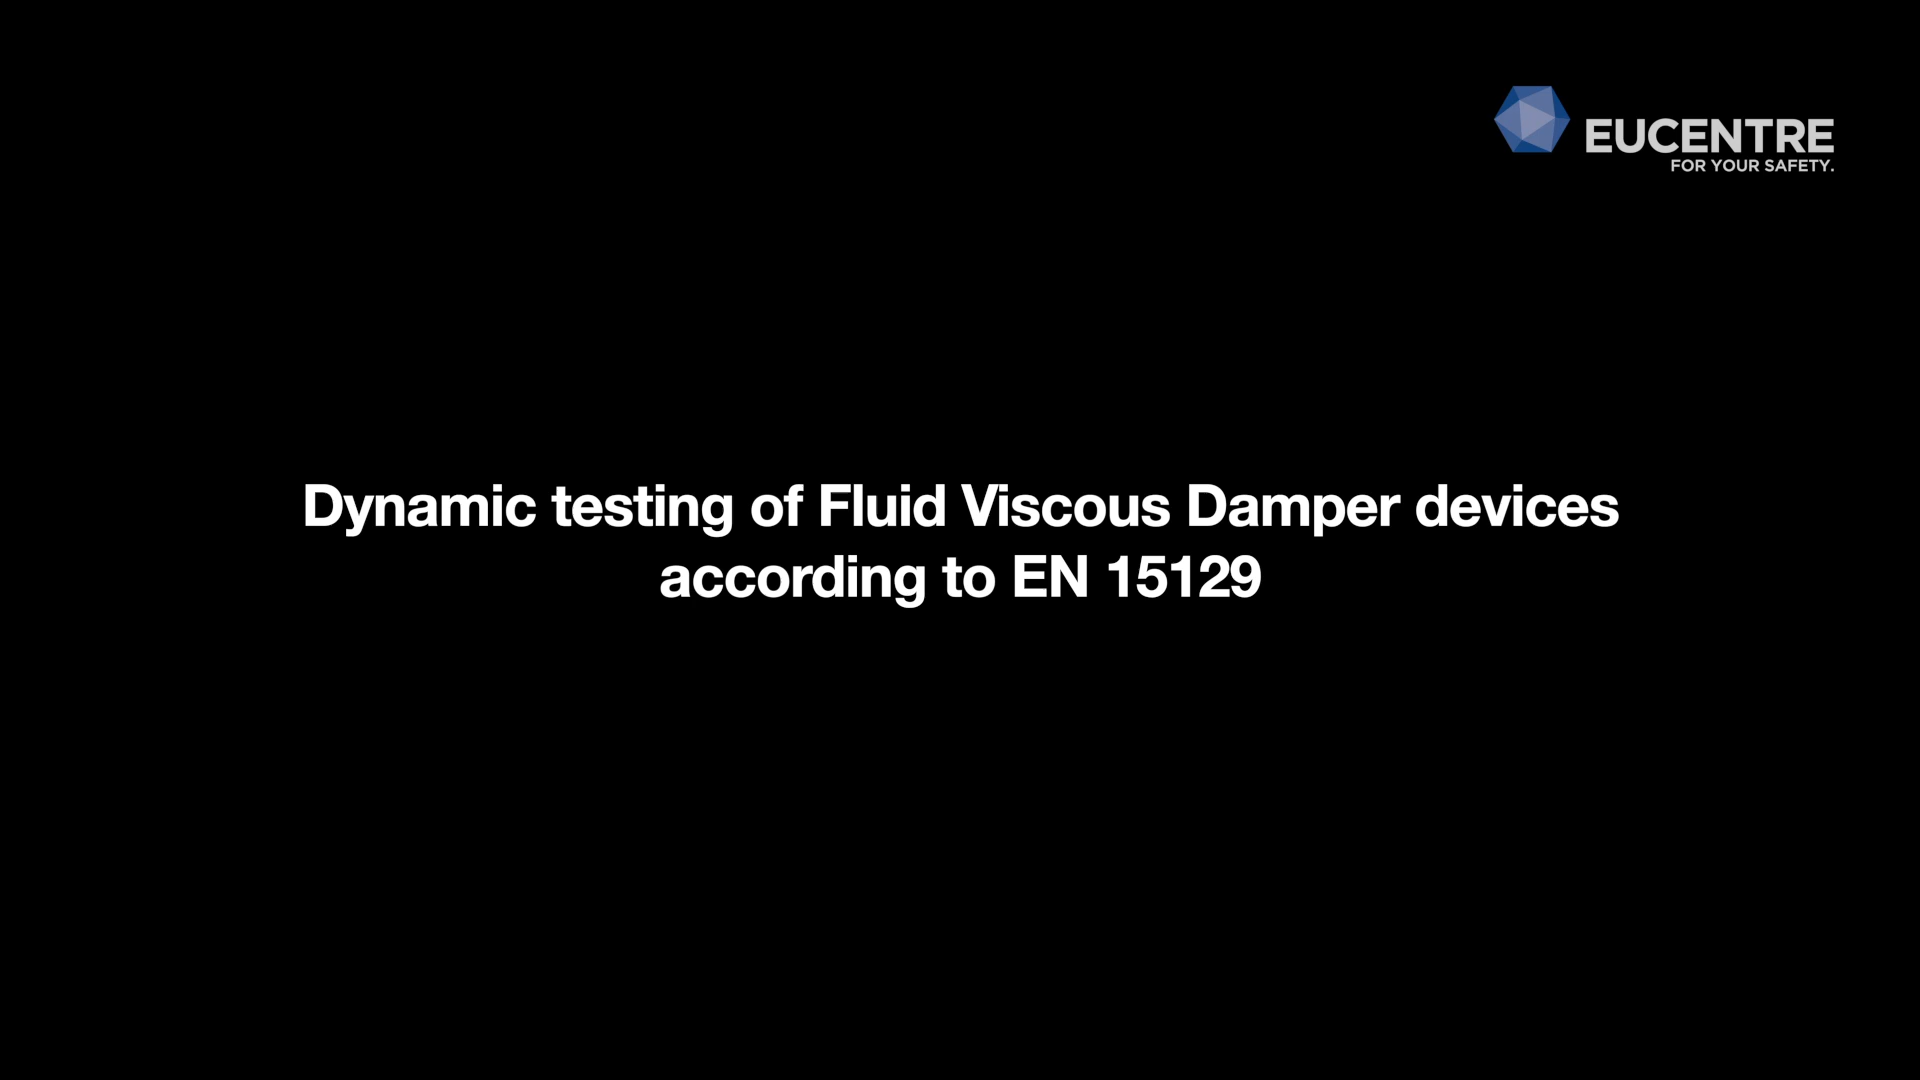 EUCENTRE
FOR YOUR SAFETY.
Dynamic testing of Fluid Viscous Damper devices
according to EN 15129